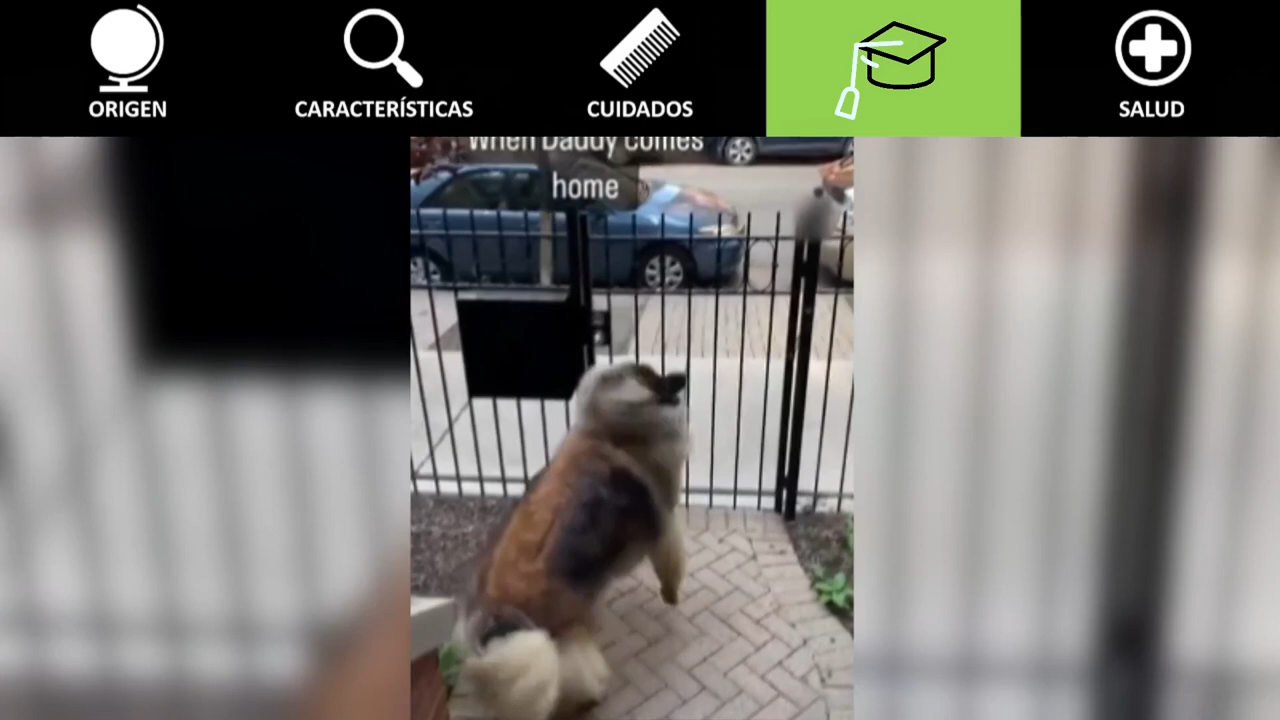 ORIGEN
CARACTERÍSTICAS
CUIDADOS
SALUD
When Daddy comes
home